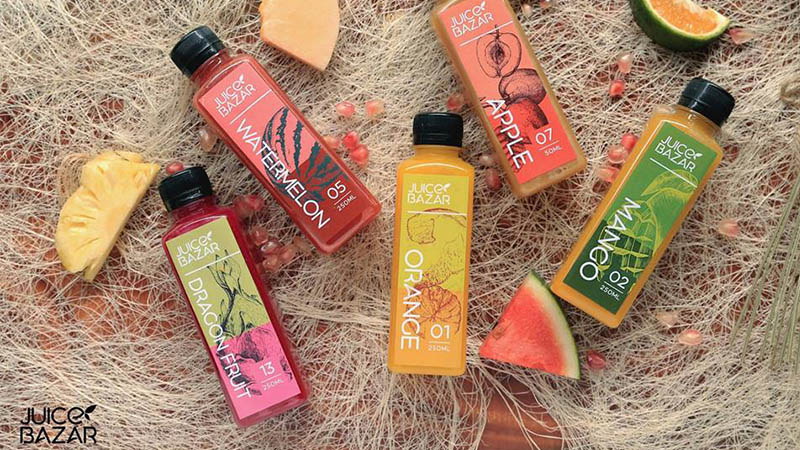 JUICE
BAZAR
WATERMELON
05
250ML
JUICE
BAZAR
APPLE
07
50ML
JUICE
BAZAR
MANGO
02
250ML
JUICE
BAZAR
DRAGON FRUIT
13
250ML
JUICE
BAZAR
ORANGE
01
250ML
JUICE
BAZAR